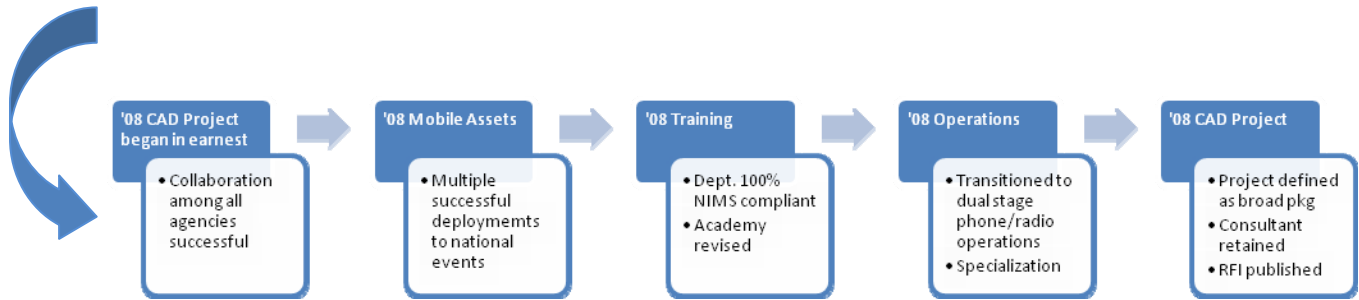 '08 CAD Project
began in earnest
• Collaboration
among all
agencies
successful
'08 Mobile Assets
• Multiple
successful
deploymemts
to national
events
'08 Training
• Dept. 100%
NIMS compliant
• Academy
revised
'08 Operations
• Transitioned to
dual stage
phone/radio
operations
• Specialization
'08 CAD Project
• Project defined
as broad pkg
• Consultant
retained
• RFI published